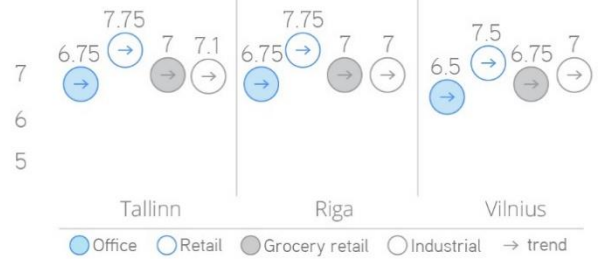 7.75 7.75
7.5
6.75 7 7.1 6.75 7 7 6.5 6.75 7
7
6
5
Tallinn Riga Vilnius
Office Retail Grocery retail Industrial → trend